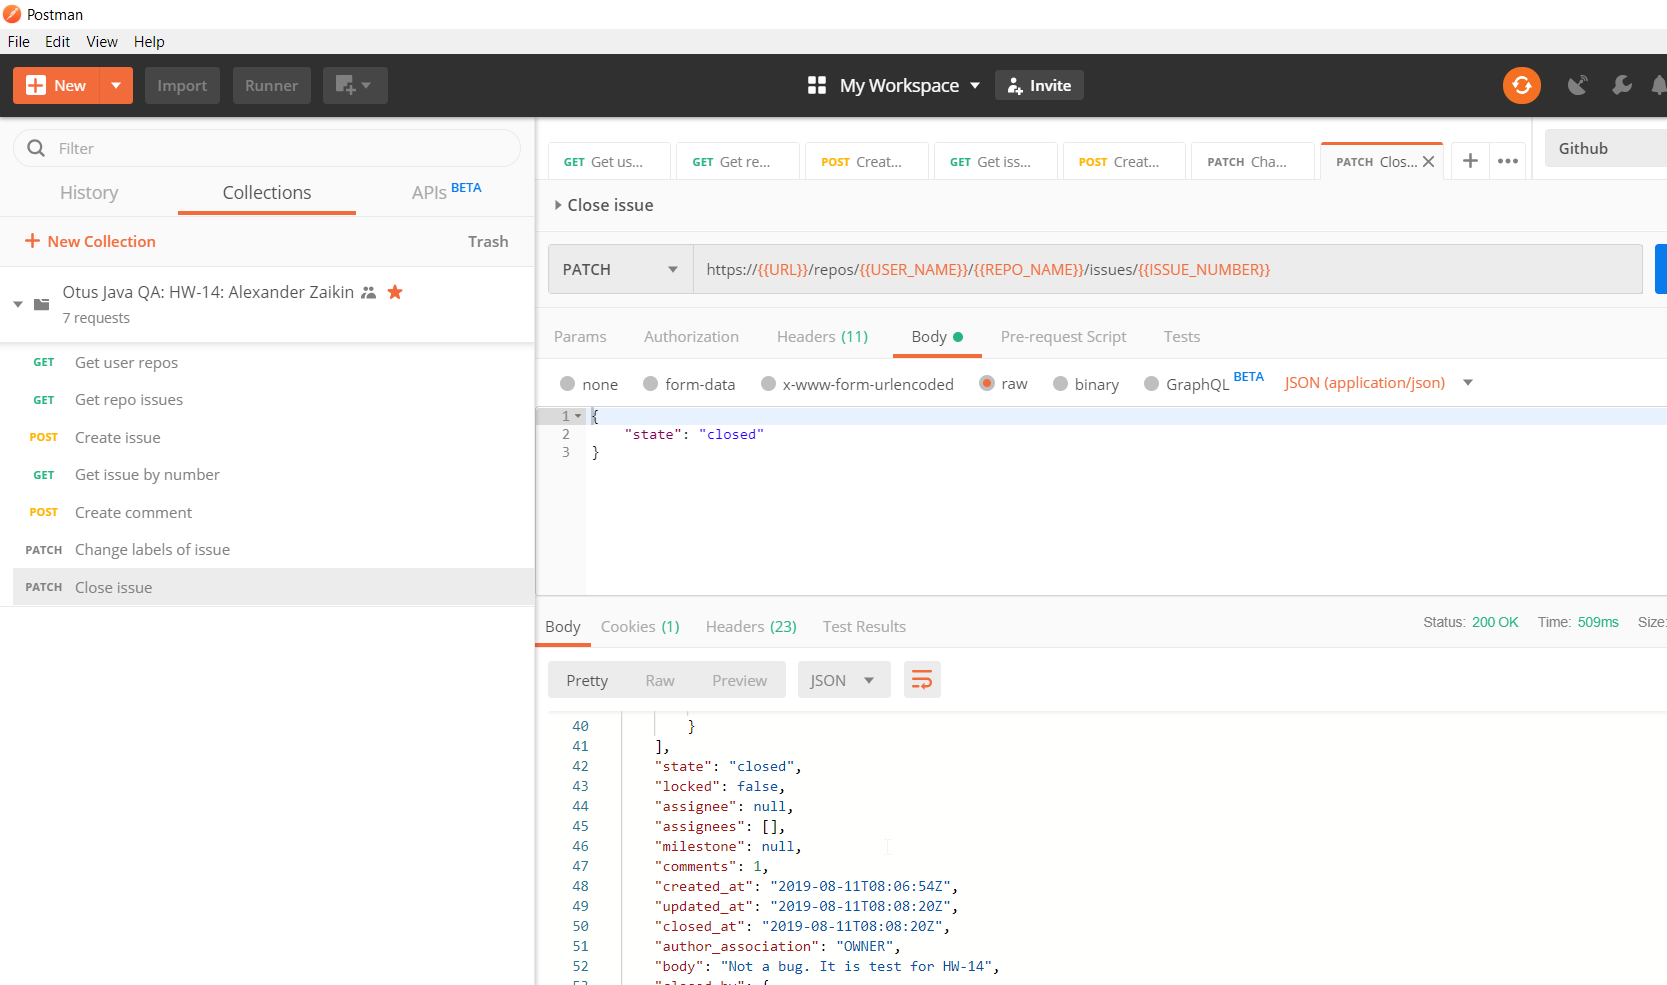 Postman
File Edit View Help
New Import Runner My Workspace Invite
Filter
History Collections APIs BETA
New Collection Trash
Otus Java QA: HW-14: Alexander Zaikin
7 requests
GET Get user repos
GET Get repo issues
POST Create issue
GET Get issue by number
POST Create comment
PATCH Change labels of issue
PATCH Close issue
GET Get us... GET Get re... POST Creat... GET Get iss... POST Creat... PATCH Cha... PATCH Clos... Github
Close issue
PATCH https://{{URL}}/repos/{{USER_NAME}}/{{REPO_NAME}}/issues/{{ISSUE_NUMBER}}
Params Authorization Headers (11) Body Pre-request Script Tests
none form-data x-www-form-urlencoded raw binary GraphQL BETA JSON (application/json)
1 {
2 "state": "closed"
3 }
Body Cookies (1) Headers (23) Test Results Status: 200 OK Time: 509ms Size:
Pretty Raw Preview JSON
40 }
41 ],
42 "state": "closed",
43 "locked": false,
44 "assignee": null,
45 "assignees": [],
46 "milestone": null,
47 "comments": 1,
48 "created_at": "2019-08-11T08:06:54Z",
49 "updated_at": "2019-08-11T08:08:20Z",
50 "closed_at": "2019-08-11T08:08:20Z",
51 "author_association": "OWNER",
52 "body": "Not a bug. It is test for HW-14",